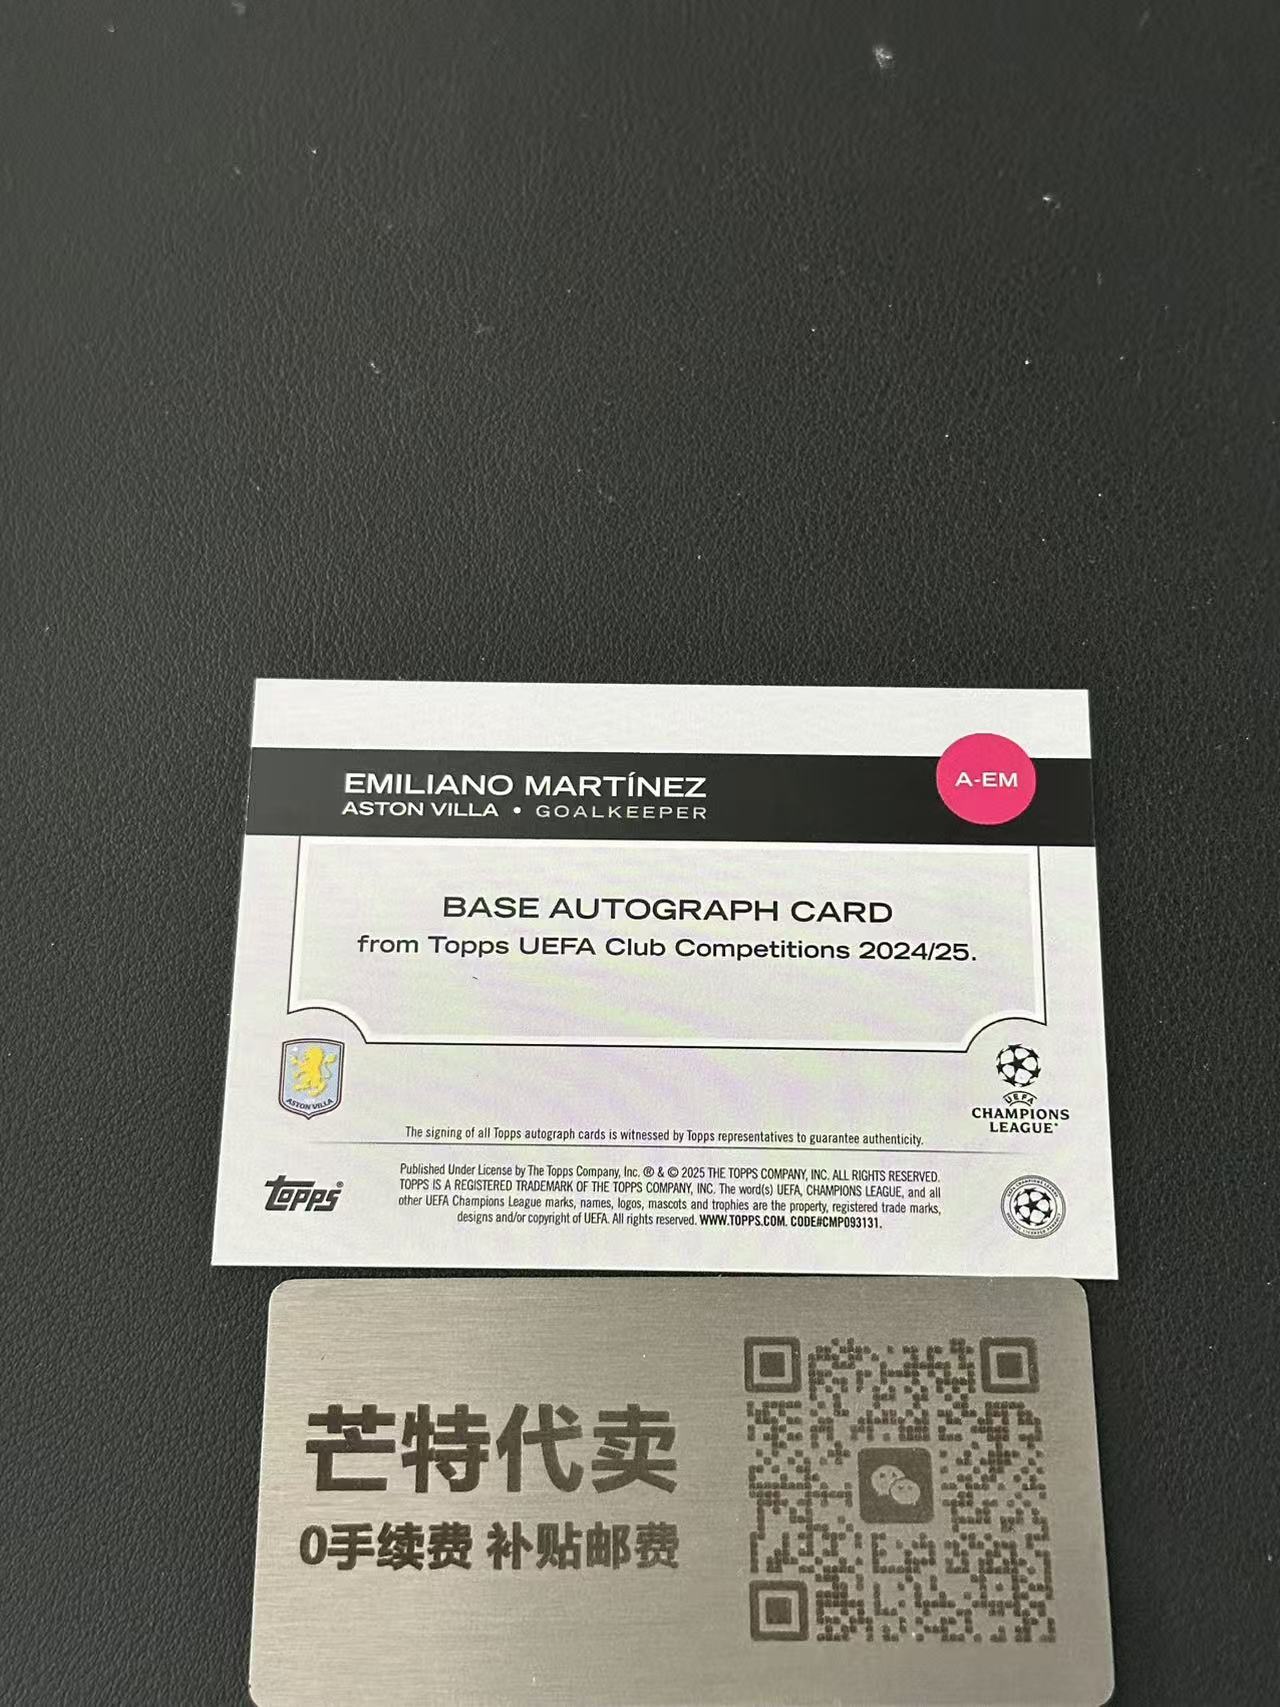 EMILIANO MARTÍNEZ
ASTON VILLA • GOALKEEPER
A-EM
BASE AUTOGRAPH CARD
from Topps UEFA Club Competitions 2024/25.
ASTON VILLA
UEFA
CHAMPIONS
LEAGUE
The signing of all Topps autograph cards is witnessed by Topps representatives to guarantee authenticity.
topps
Published Under License by The Topps Company, Inc. ® & © 2025 THE TOPPS COMPANY, INC. ALL RIGHTS RESERVED.
TOPPS IS A REGISTERED TRADEMARK OF THE TOPPS COMPANY, INC. The word(s) UEFA, CHAMPIONS LEAGUE, and all
other UEFA Champions League marks, names, logos, mascots and trophies are the property, registered trade marks,
designs and/or copyright of UEFA. All rights reserved. WWW.TOPPS.COM. CODE#CMP093131.
芒特代卖
0手续费 补贴邮费